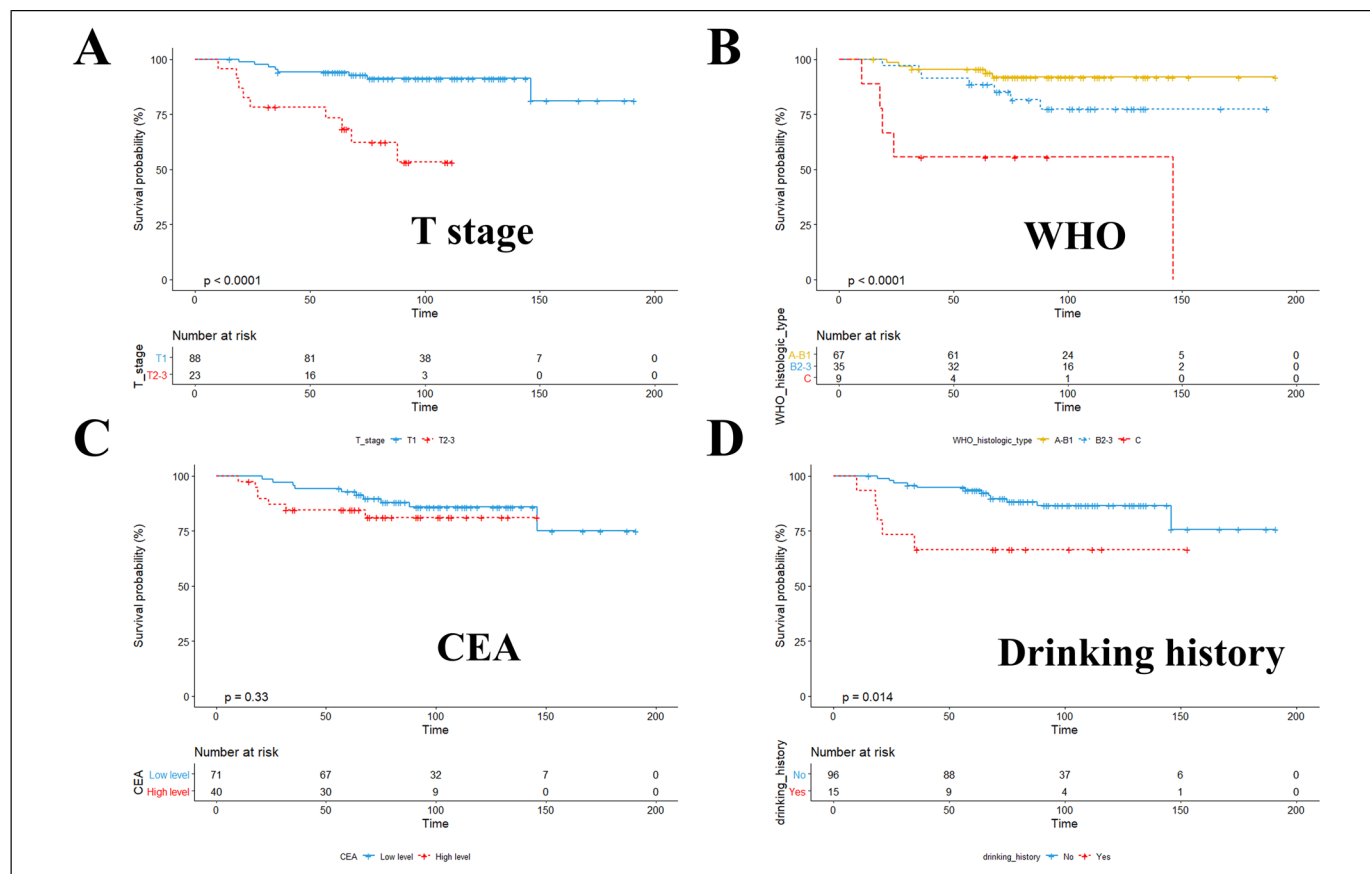 A
Survival probability (%)
100
75
50
25
0
T stage
p < 0.0001
0 50 100 150 200
Time
Number at risk
T_stage
T1 88 81 38 7 0
T2-3 23 16 3 0 0
0 50 100 150 200
Time
T_stage T1 T2-3
B
Survival probability (%)
100
75
50
25
0
WHO
p < 0.0001
0 50 100 150 200
Time
Number at risk
WHO_histologic_type
A-B1 67 61 24 5 0
B2-3 35 32 16 2 0
C 9 4 1 0 0
0 50 100 150 200
Time
WHO_histologic_type A-B1 B2-3 C
C
Survival probability (%)
100
75
50
25
0
CEA
p = 0.33
0 50 100 150 200
Time
Number at risk
CEA
Low level 71 67 32 7 0
High level 40 30 9 0 0
0 50 100 150 200
Time
CEA Low level High level
D
Survival probability (%)
100
75
50
25
0
Drinking history
p = 0.014
0 50 100 150 200
Time
Number at risk
drinking_history
No 96 88 37 6 0
Yes 15 9 4 1 0
0 50 100 150 200
Time
drinking_history No Yes